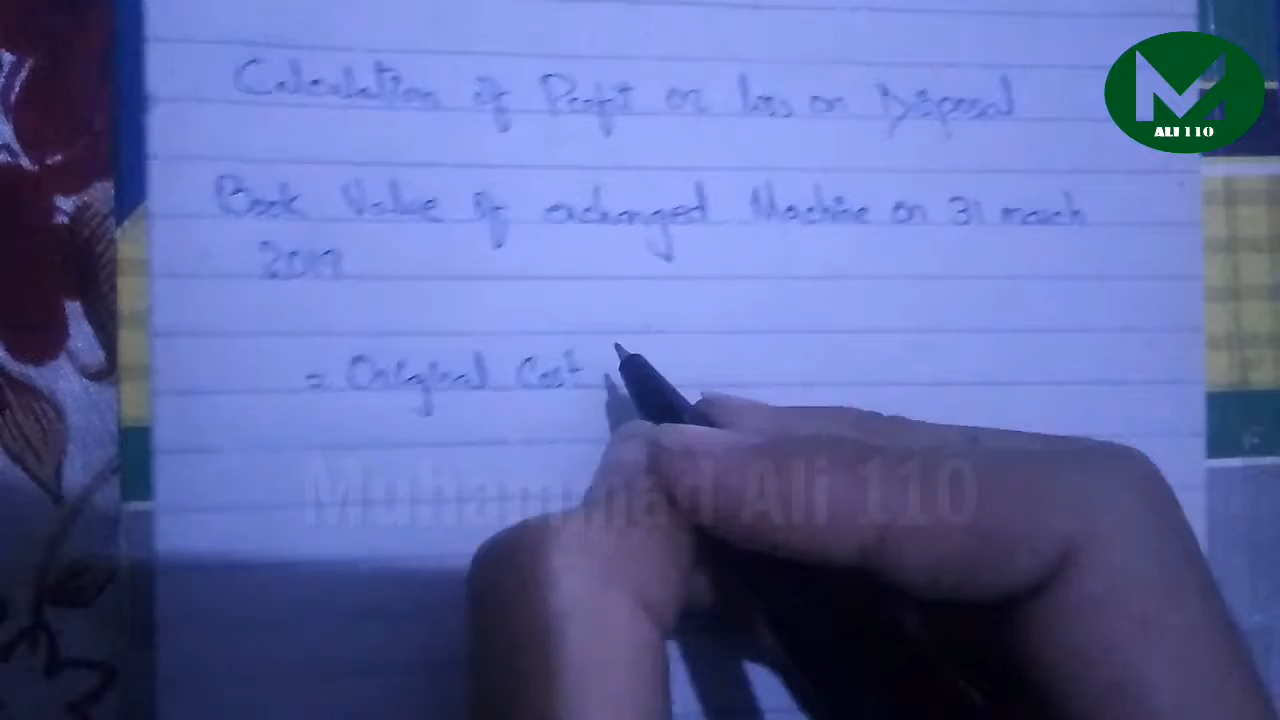 Calculation of Profit or loss on Disposal
Book Value of exchanged Machine on 31 march
2017
= Original Cost
Muhammad Ali 110
M
ALI 110